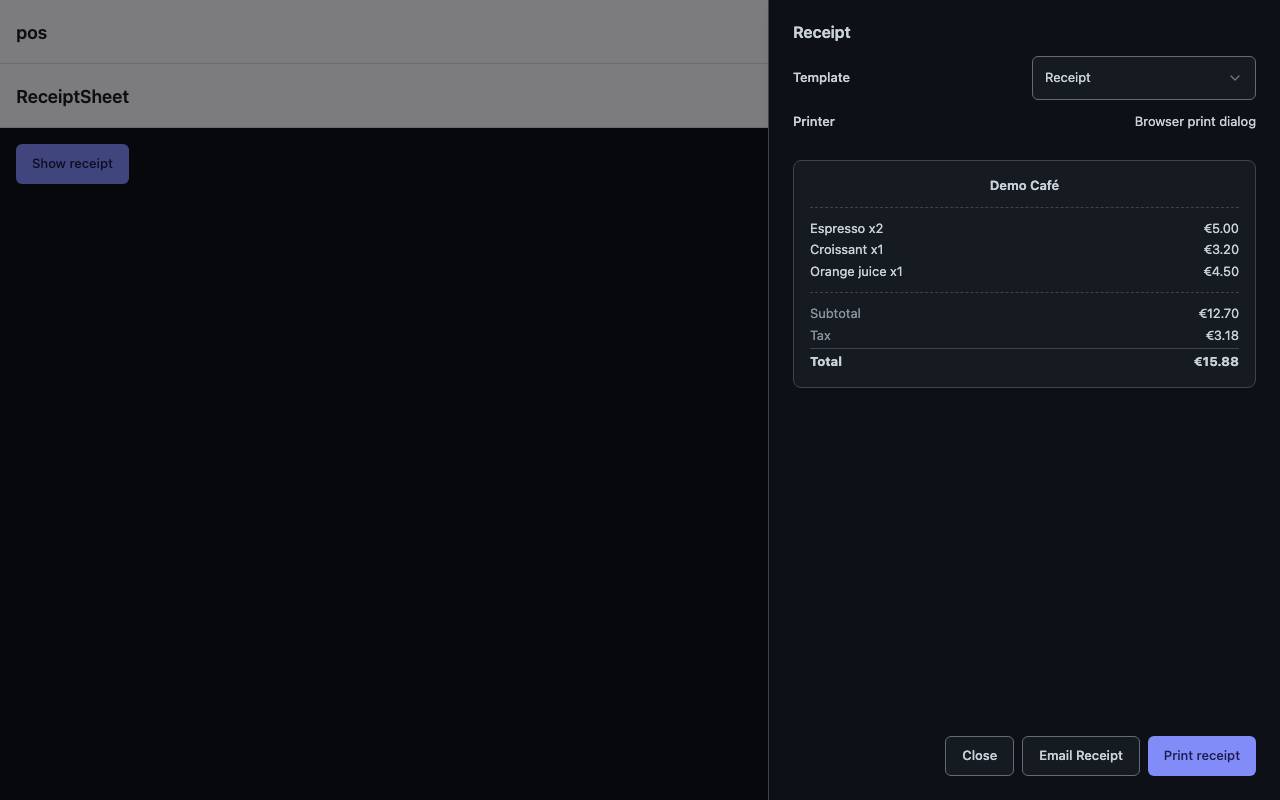 pos
ReceiptSheet
Show receipt
Receipt
Template Receipt
Printer Browser print dialog
Demo Café
Espresso x2 €5.00
Croissant x1 €3.20
Orange juice x1 €4.50
Subtotal €12.70
Tax €3.18
Total €15.88
Close Email Receipt Print receipt